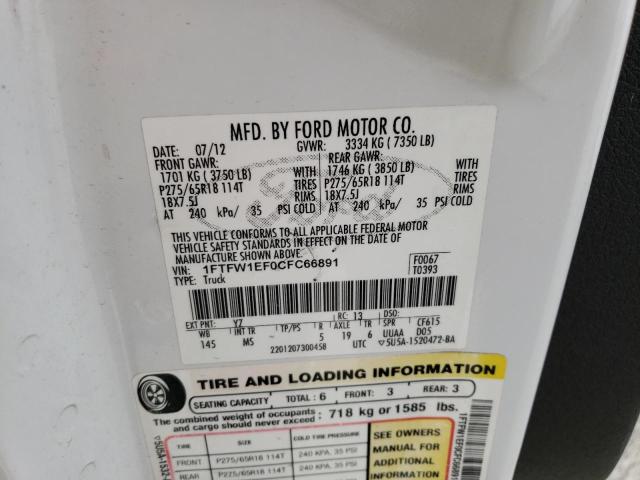 MFD. BY FORD MOTOR CO.
DATE: 07/12 GVWR: 3334 KG ( 7350 LB)
FRONT GAWR: REAR GAWR:
1701 KG ( 3750 LB) WITH 1746 KG ( 3850 LB) WITH
P275/65R18 114T TIRES P275/65R18 114T TIRES
18X7.5J RIMS 18X7.5J RIMS
AT 240 kPa/ 35 PSI COLD AT 240 kPa/ 35 PSI COLD
THIS VEHICLE CONFORMS TO ALL APPLICABLE FEDERAL MOTOR
VEHICLE SAFETY STANDARDS IN EFFECT ON THE DATE OF
MANUFACTURE SHOWN ABOVE.
VIN: 1FTFW1EF0CFC66891
TYPE: Truck
F0067
T0393
EXT PNT: YZ RC: 13 DSO:
WB INT TR TP/PS R AXLE TR SPR CF615
145 MS 5 19 6 UUAA D05
2201207300458 UTC 5U5A-1520472-BA
TIRE AND LOADING INFORMATION
SEATING CAPACITY TOTAL : 6 FRONT: 3 REAR: 3
The combined weight of occupants
and cargo should never exceed : 718 kg or 1585 lbs.
TIRE SIZE COLD TIRE PRESSURE
FRONT P275/65R18 114T 240 KPA, 35 PSI
REAR P275/65R18 114T 240 KPA, 35 PSI
SEE OWNERS
MANUAL FOR
ADDITIONAL
INFORMATION